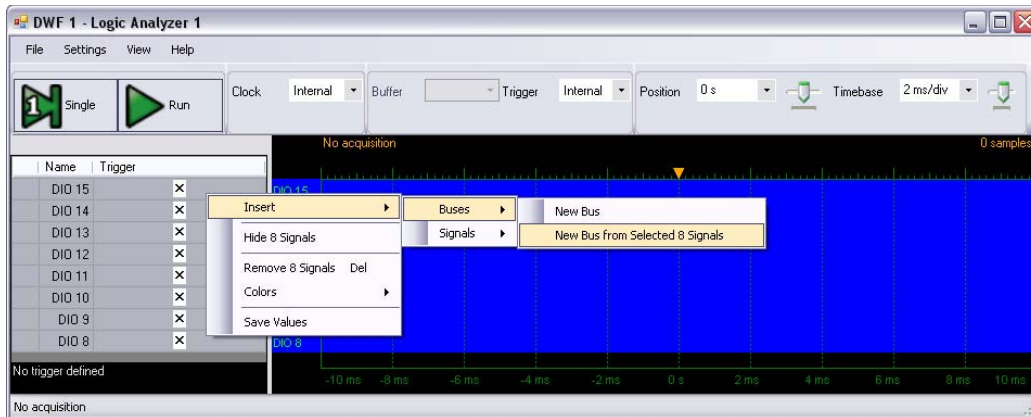 DWF 1 - Logic Analyzer 1
File Settings View Help
1 Single Run Clock Internal Buffer Trigger Internal Position 0 s Timebase 2 ms/div
No acquisition 0 samples
Name Trigger
DIO 15 X DIO 15
DIO 14 X
DIO 13 X
DIO 12 X
DIO 11 X
DIO 10 X
DIO 9 X
DIO 8 X DIO 8
Insert Buses New Bus
Signals New Bus from Selected 8 Signals
Hide 8 Signals
Remove 8 Signals Del
Colors
Save Values
No trigger defined
-10 ms -8 ms -6 ms -4 ms -2 ms 0 s 2 ms 4 ms 6 ms 8 ms 10 ms
No acquisition